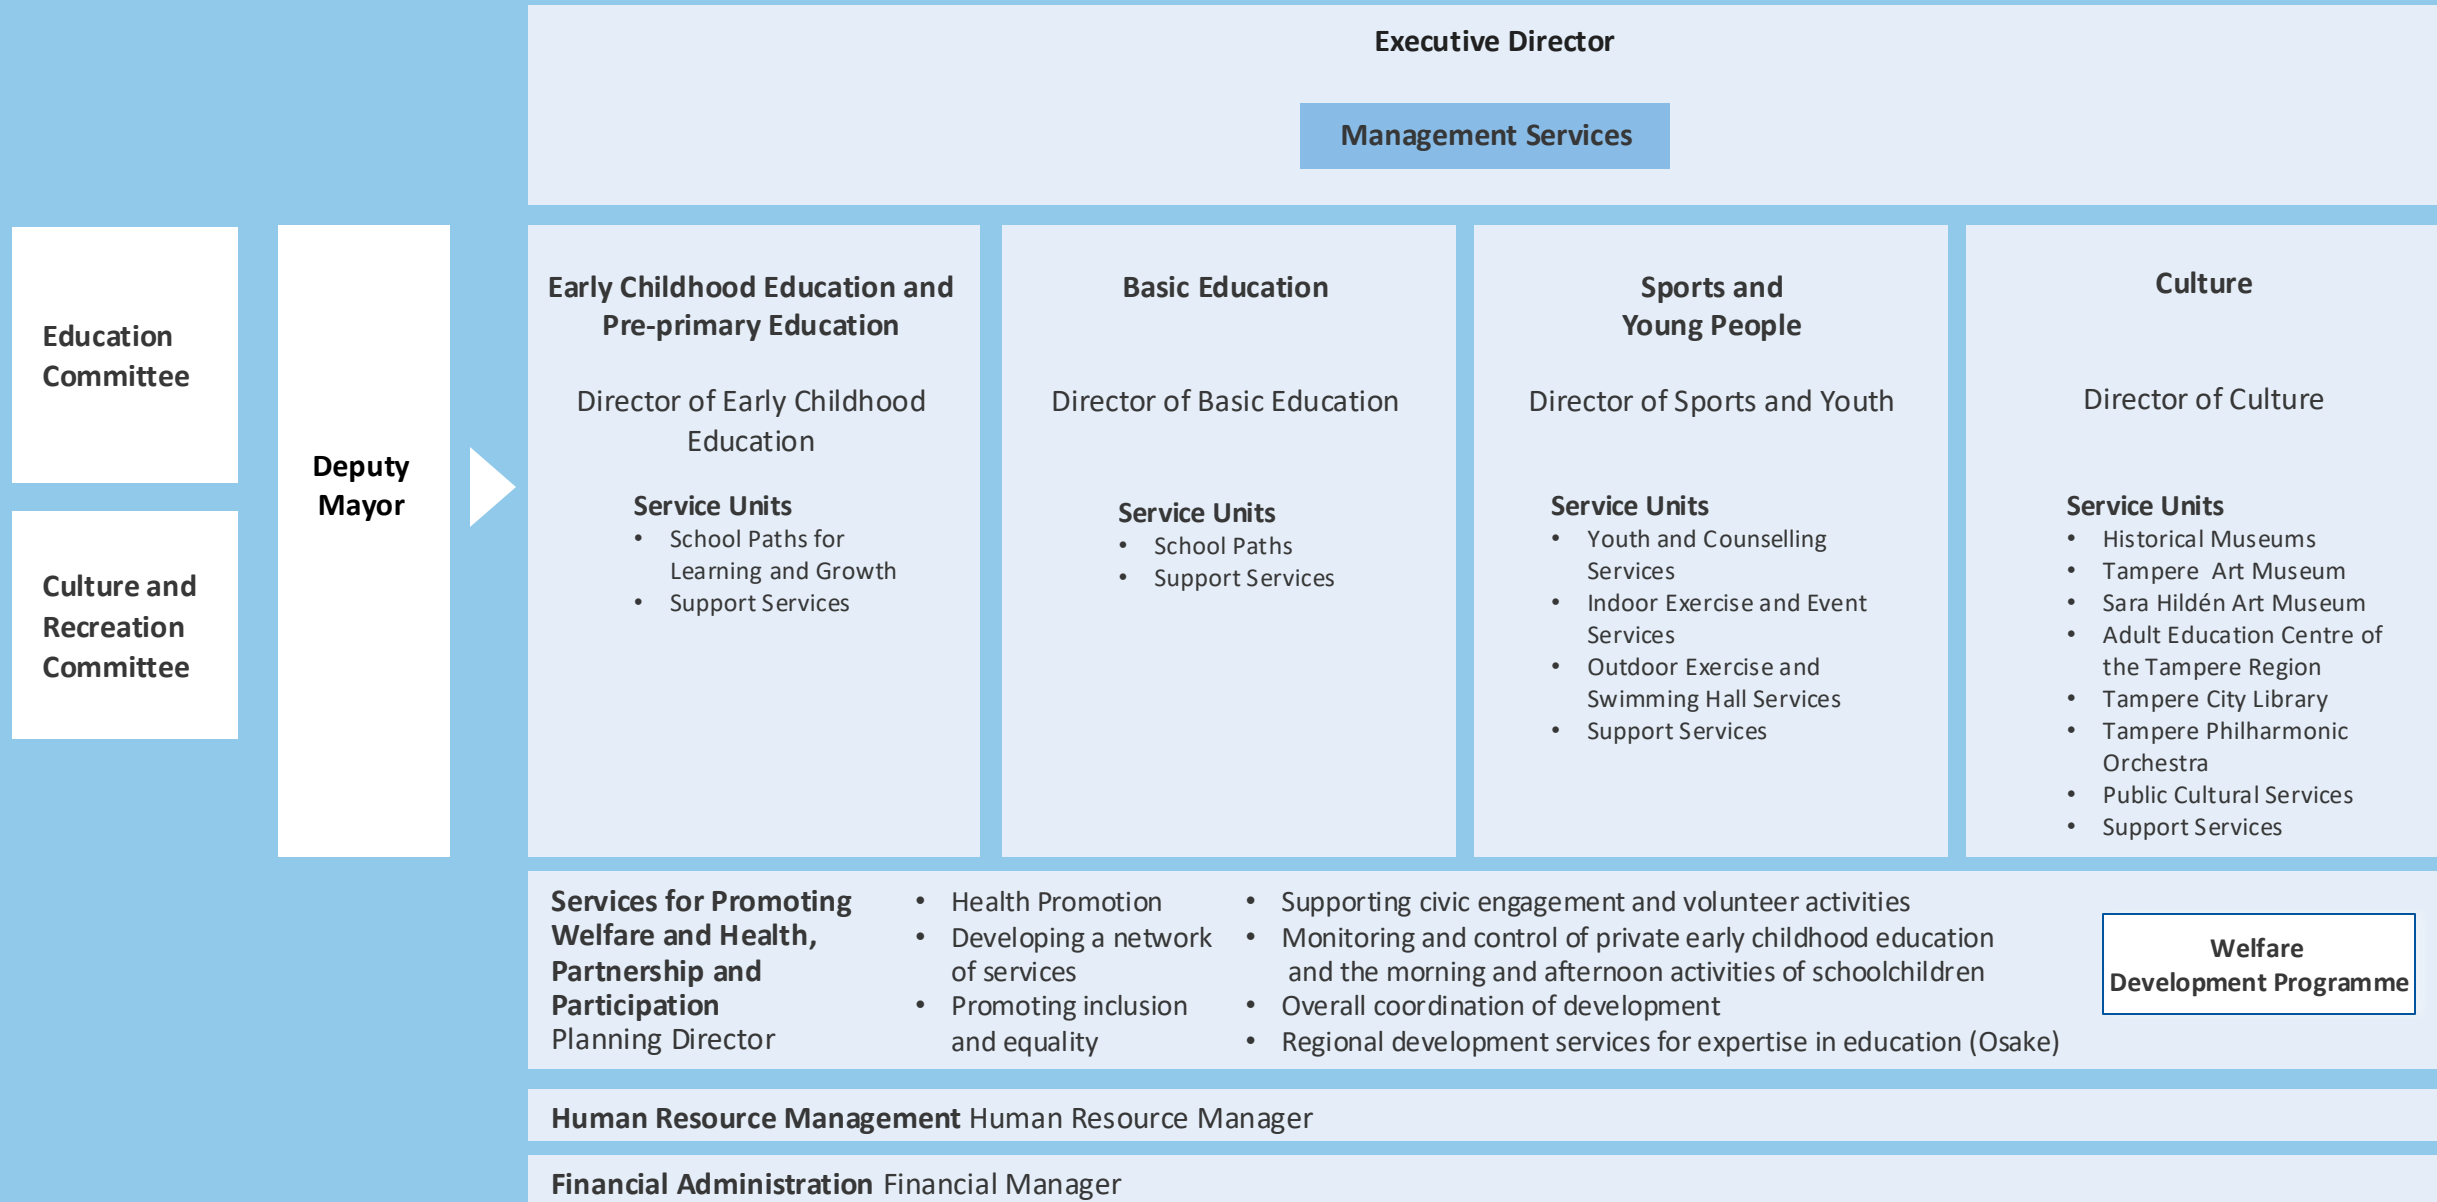 Executive Director
Management Services
Education
Committee
Culture and
Recreation
Committee
Deputy
Mayor
Early Childhood Education and
Pre-primary Education
Director of Early Childhood
Education
Service Units
• School Paths for
Learning and Growth
• Support Services
Basic Education
Director of Basic Education
Service Units
• School Paths
• Support Services
Sports and
Young People
Director of Sports and Youth
Service Units
• Youth and Counselling
Services
• Indoor Exercise and Event
Services
• Outdoor Exercise and
Swimming Hall Services
• Support Services
Culture
Director of Culture
Service Units
• Historical Museums
• Tampere Art Museum
• Sara Hildén Art Museum
• Adult Education Centre of
the Tampere Region
• Tampere City Library
• Tampere Philharmonic
Orchestra
• Public Cultural Services
• Support Services
Services for Promoting
Welfare and Health,
Partnership and
Participation
Planning Director
• Health Promotion
• Developing a network
of services
• Promoting inclusion
and equality
• Supporting civic engagement and volunteer activities
• Monitoring and control of private early childhood education
and the morning and afternoon activities of schoolchildren
• Overall coordination of development
• Regional development services for expertise in education (Osake)
Welfare
Development Programme
Human Resource Management Human Resource Manager
Financial Administration Financial Manager